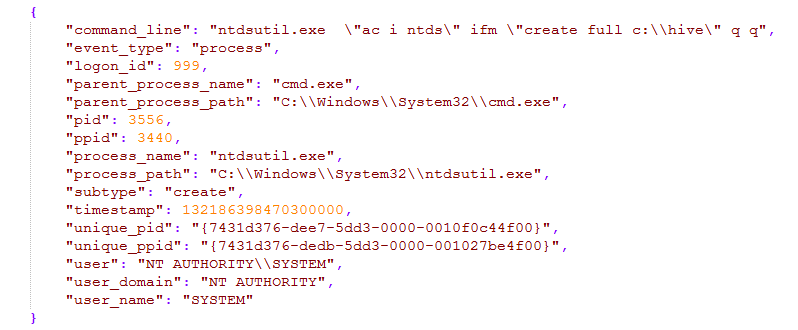 {
"command_line": "ntdsutil.exe  \"ac i ntds\" ifm \"create full c:\\hive\" q q",
"event_type": "process",
"logon_id": 999,
"parent_process_name": "cmd.exe",
"parent_process_path": "C:\\Windows\\System32\\cmd.exe",
"pid": 3556,
"ppid": 3440,
"process_name": "ntdsutil.exe",
"process_path": "C:\\Windows\\System32\\ntdsutil.exe",
"subtype": "create",
"timestamp": 132186398470300000,
"unique_pid": "{7431d376-dee7-5dd3-0000-0010f0c44f00}",
"unique_ppid": "{7431d376-dedb-5dd3-0000-001027be4f00}",
"user": "NT AUTHORITY\\SYSTEM",
"user_domain": "NT AUTHORITY",
"user_name": "SYSTEM"
}